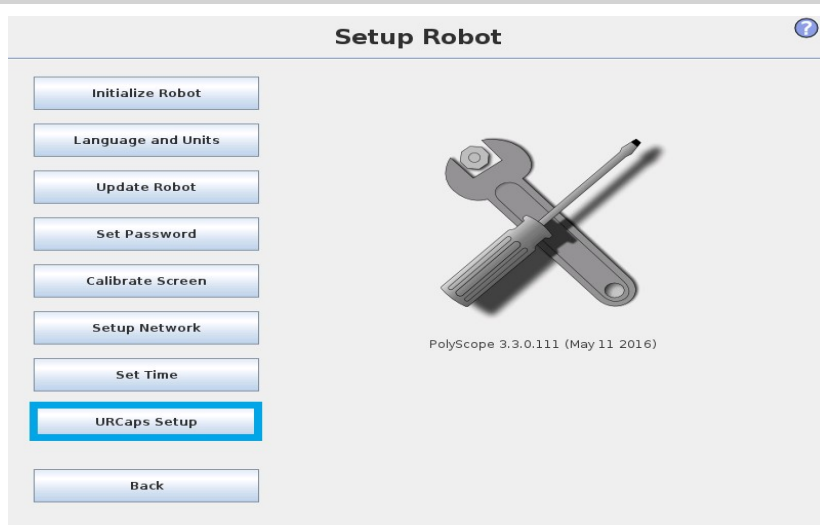 Setup Robot
?
Initialize Robot
Language and Units
Update Robot
Set Password
Calibrate Screen
Setup Network
Set Time
URCaps Setup
Back
PolyScope 3.3.0.111 (May 11 2016)